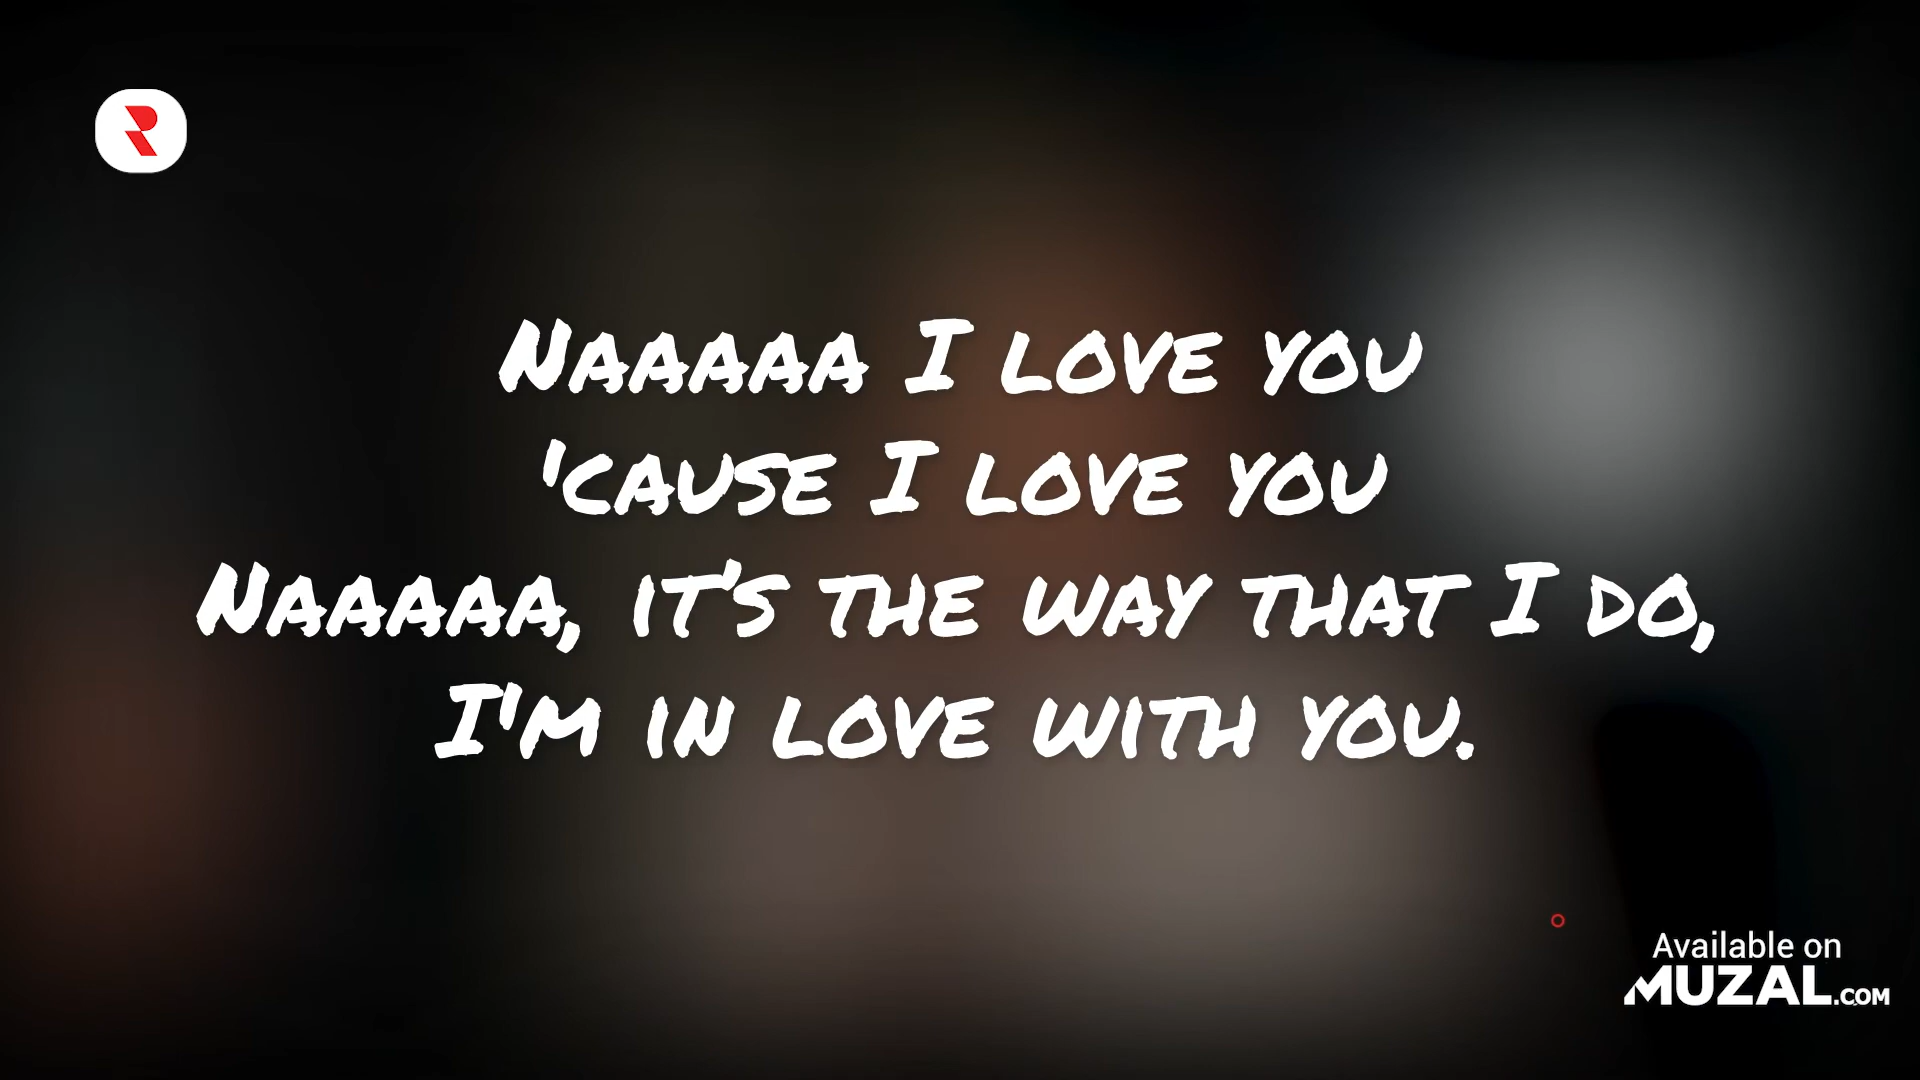 Naaaaa I love you
'cause I love you
Naaaaa, it's the way that I do,
I'm in love with you.
R
Available on
MUZAL.COM